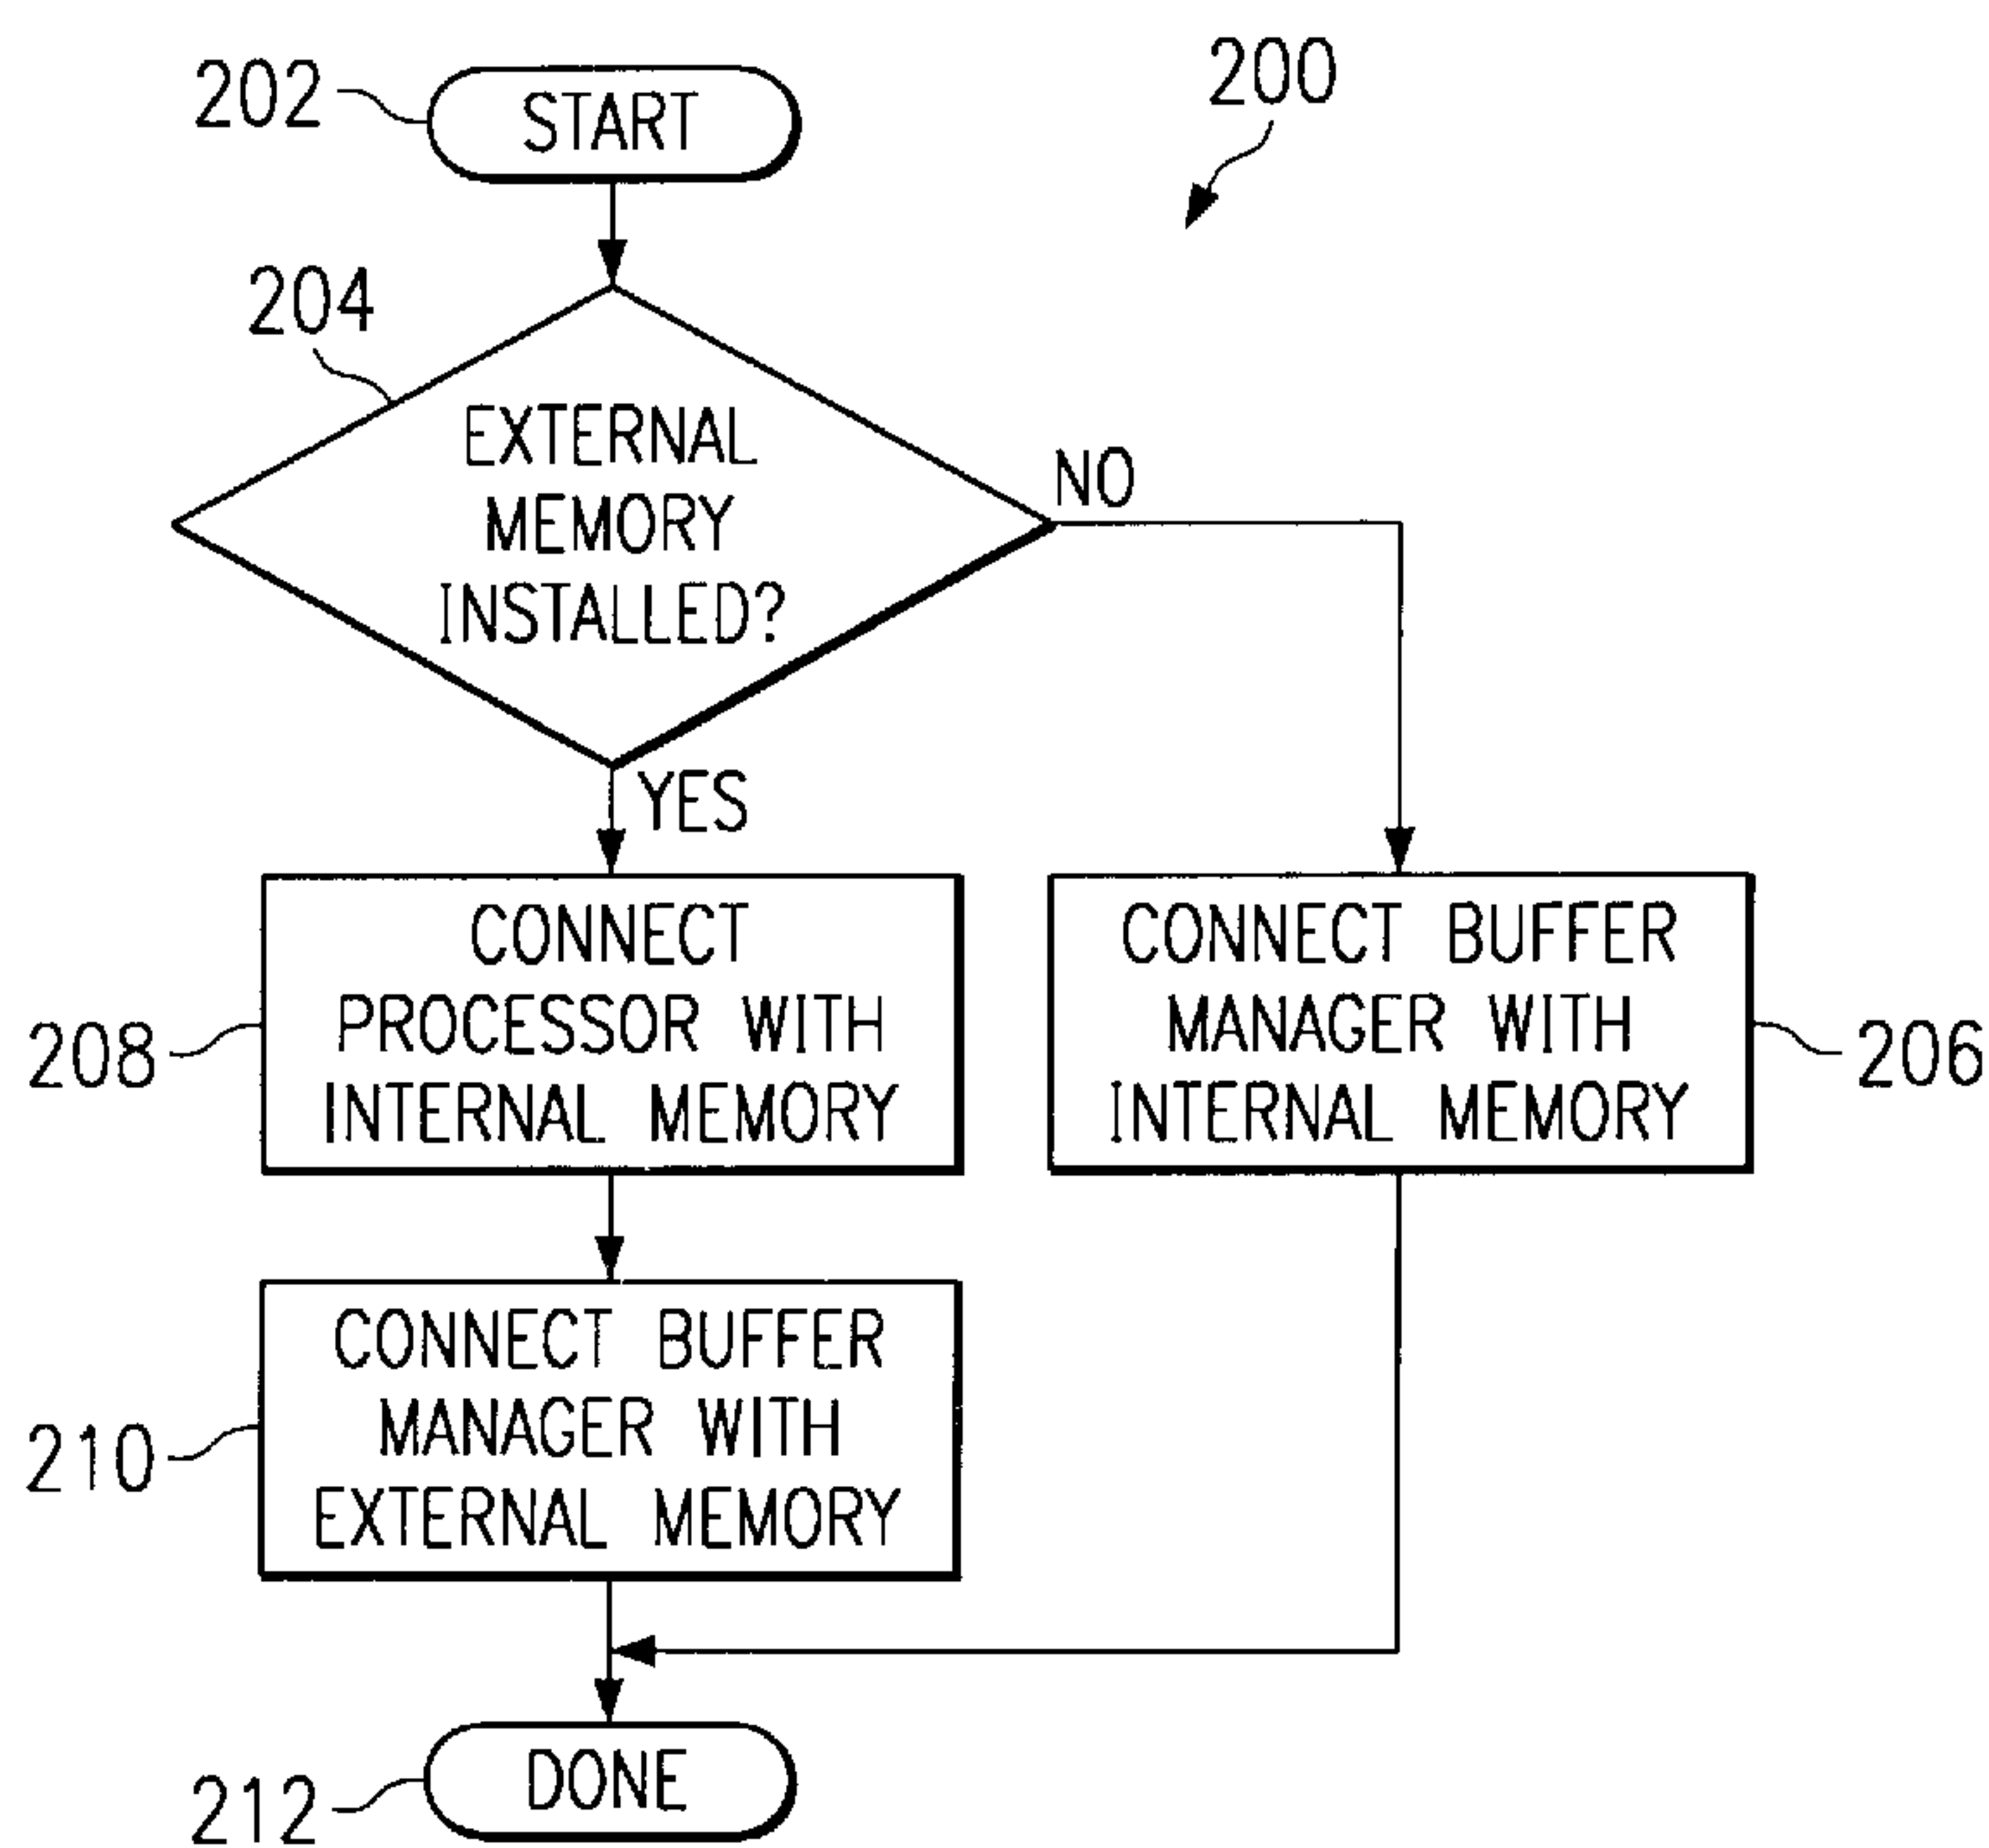 200
202
START
204
EXTERNAL
MEMORY
INSTALLED?
NO
YES
208
CONNECT
PROCESSOR WITH
INTERNAL MEMORY
CONNECT BUFFER
MANAGER WITH
INTERNAL MEMORY
206
210
CONNECT BUFFER
MANAGER WITH
EXTERNAL MEMORY
212
DONE